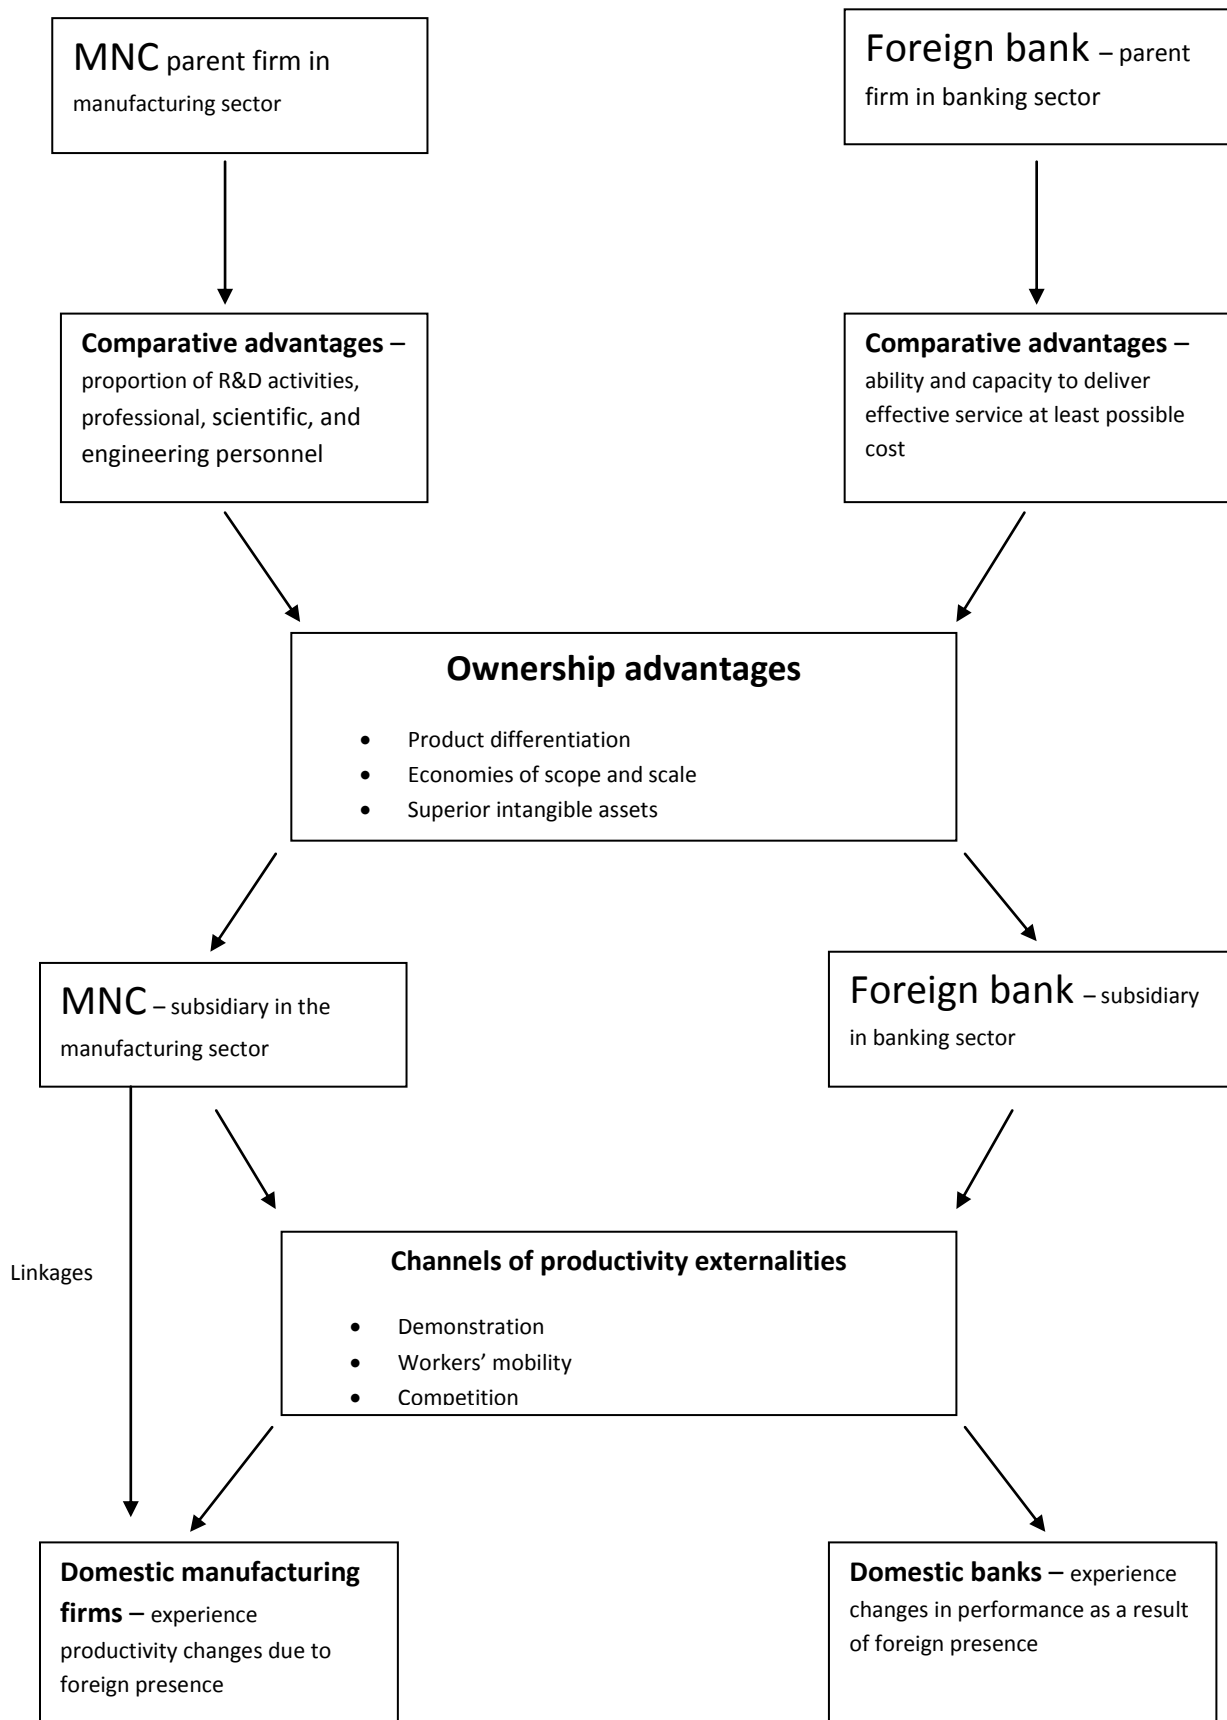 MNC parent firm in
manufacturing sector
Foreign bank – parent
firm in banking sector
Comparative advantages –
proportion of R&D activities,
professional, scientific, and
engineering personnel
Comparative advantages –
ability and capacity to deliver
effective service at least possible
cost
Ownership advantages
• Product differentiation
• Economies of scope and scale
• Superior intangible assets
MNC – subsidiary in the
manufacturing sector
Foreign bank – subsidiary
in banking sector
Linkages
Channels of productivity externalities
• Demonstration
• Workers’ mobility
• Competition
Domestic manufacturing
firms – experience
productivity changes due to
foreign presence
Domestic banks – experience
changes in performance as a result
of foreign presence